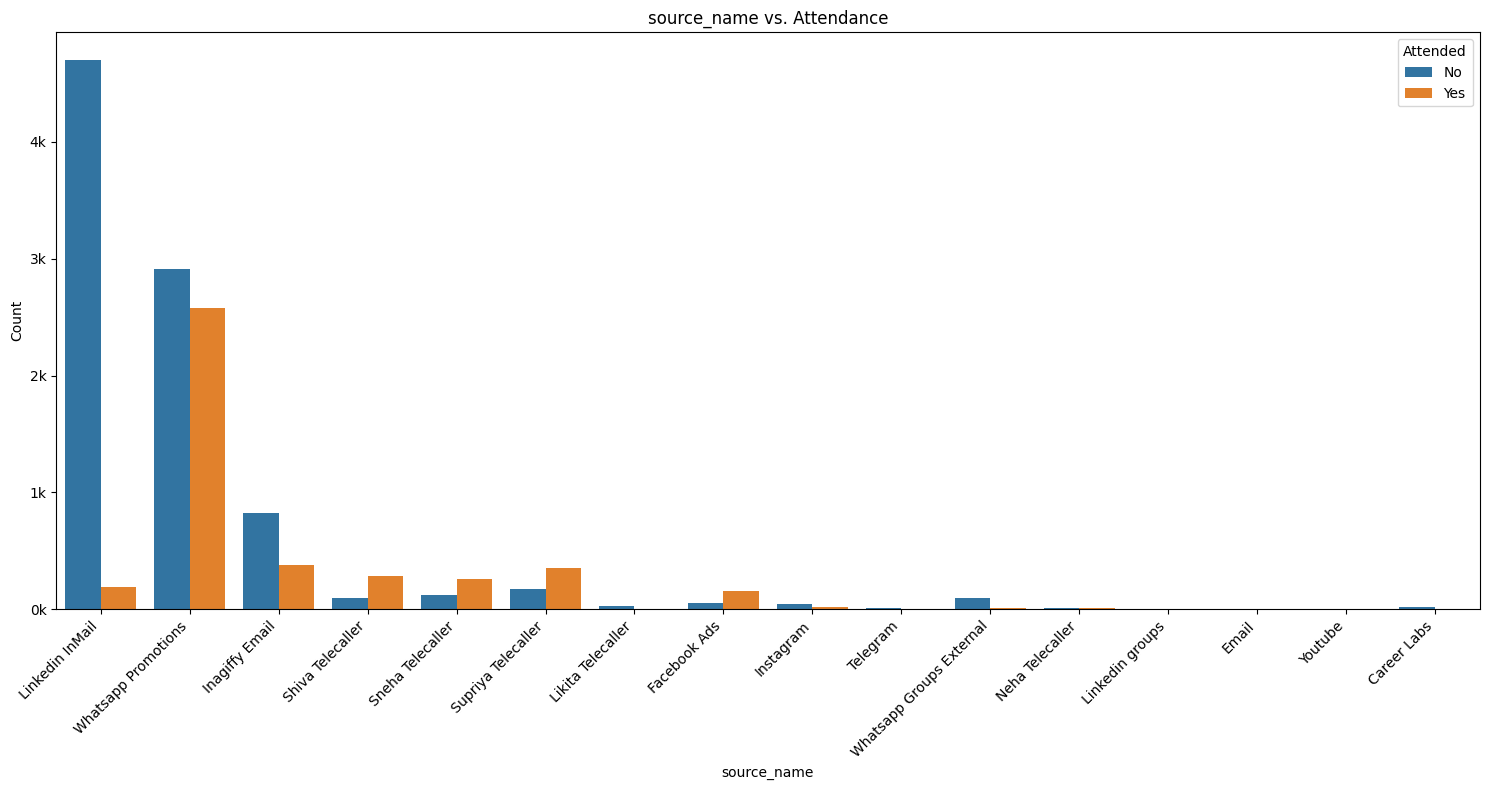 source_name vs. Attendance
Attended
No
Yes
4k
3k
2k
1k
0k
Count
Linkedin InMail
Whatsapp Promotions
Inagiffy Email
Shiva Telecaller
Sneha Telecaller
Supriya Telecaller
Likita Telecaller
Facebook Ads
Instagram
Telegram
Whatsapp Groups External
Neha Telecaller
Linkedin groups
Email
Youtube
Career Labs
source_name